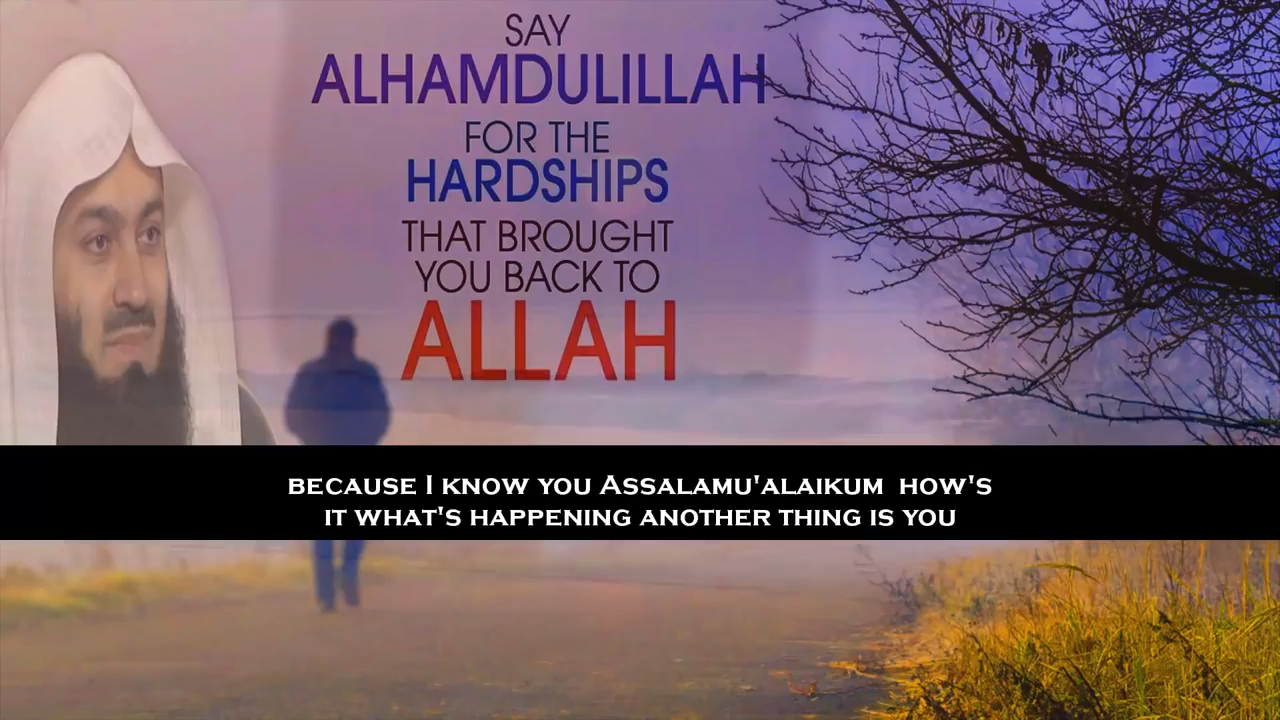 SAY
ALHAMDULILLAH
FOR THE
HARDSHIPS
THAT BROUGHT
YOU BACK TO
ALLAH
because I know you Assalamu'alaikum how's
it what's happening another thing is you